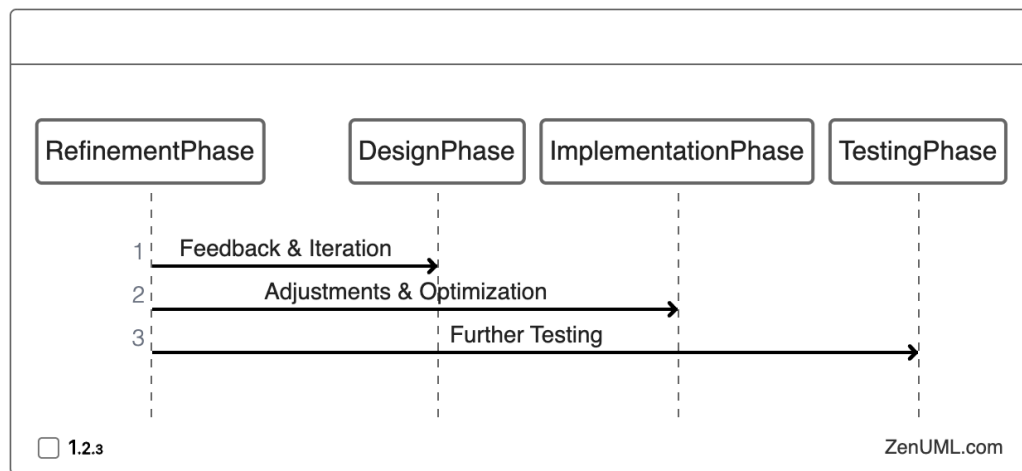 RefinementPhase DesignPhase ImplementationPhase TestingPhase
1 Feedback & Iteration
2 Adjustments & Optimization
3 Further Testing
1.2.3 ZenUML.com